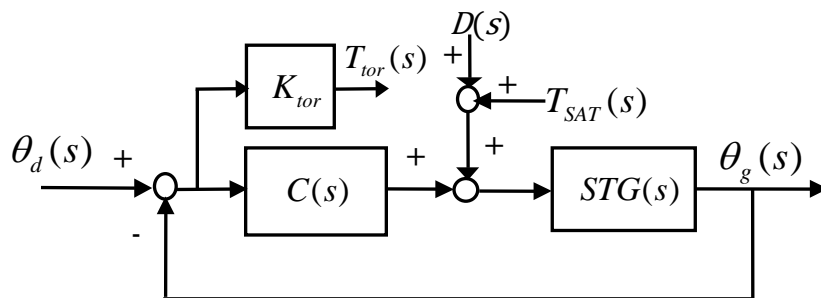 D(s)
+
T_tor(s)
+
K_tor
T_SAT(s)
θ_d(s)
+
+
+
θ_g(s)
C(s)
STG(s)
-